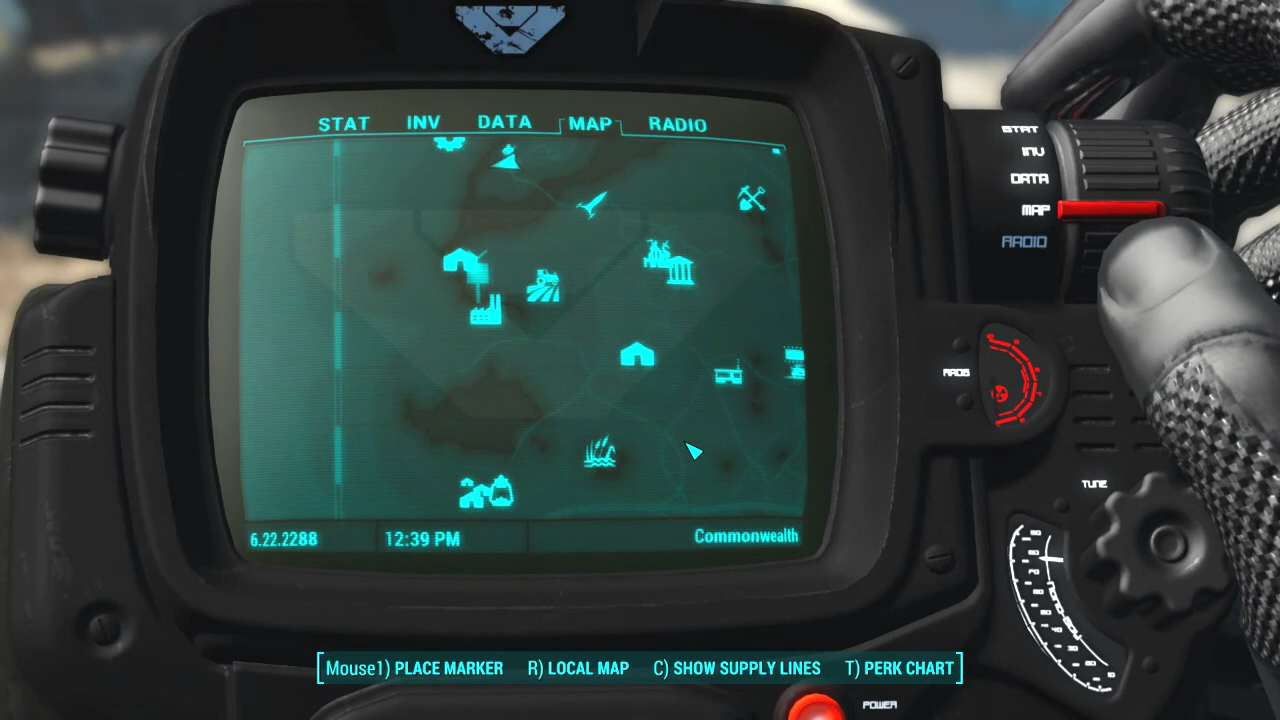 STAT INV DATA MAP RADIO
STAT
INV
DATA
MAP
RADIO
RADS
TUNE
6.22.2288 12:39 PM Commonwealth
Mouse1) PLACE MARKER R) LOCAL MAP C) SHOW SUPPLY LINES T) PERK CHART
POWER